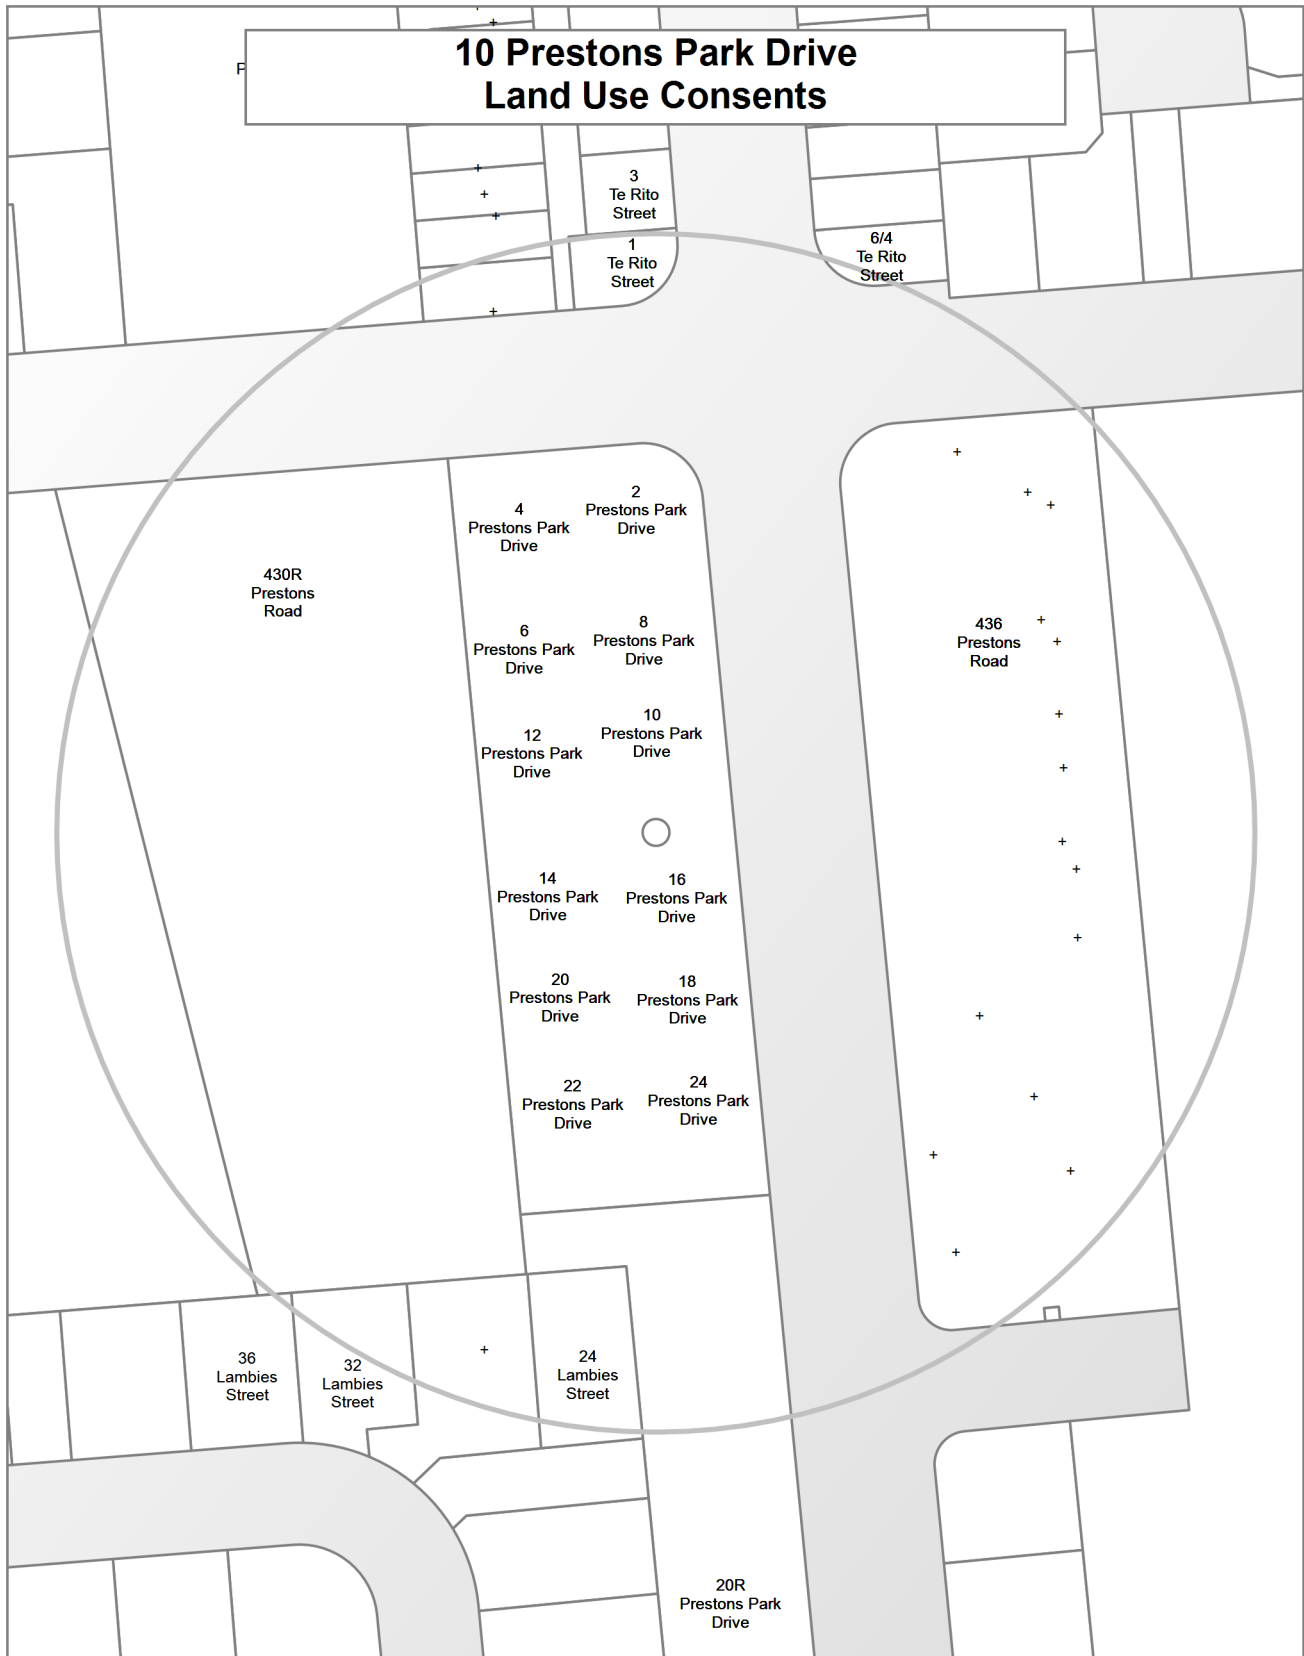 10 Prestons Park Drive
Land Use Consents
P
3
Te Rito
Street
1
Te Rito
Street
6/4
Te Rito
Street
4
Prestons Park
Drive
2
Prestons Park
Drive
430R
Prestons
Road
6
Prestons Park
Drive
8
Prestons Park
Drive
436
Prestons
Road
12
Prestons Park
Drive
10
Prestons Park
Drive
14
Prestons Park
Drive
16
Prestons Park
Drive
20
Prestons Park
Drive
18
Prestons Park
Drive
22
Prestons Park
Drive
24
Prestons Park
Drive
36
Lambies
Street
32
Lambies
Street
24
Lambies
Street
20R
Prestons Park
Drive